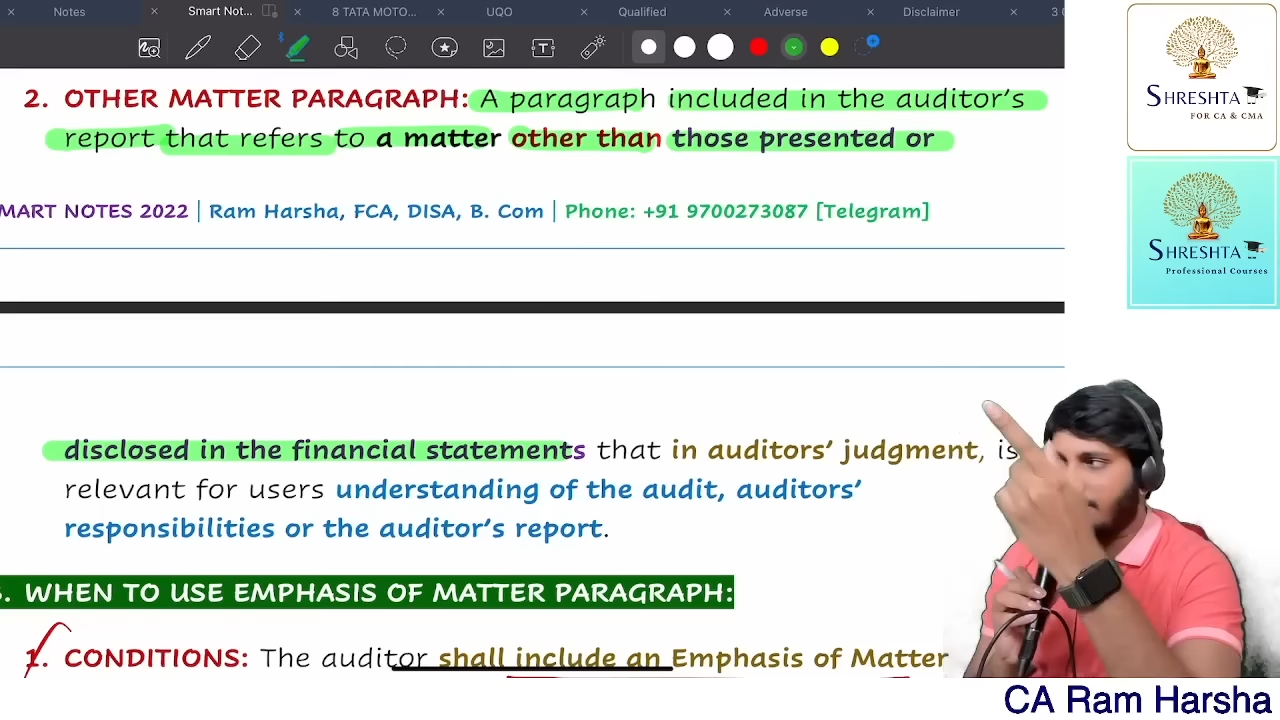 Notes
Smart Not...
8 TATA MOTO...
UQO
Qualified
Adverse
Disclaimer
2. OTHER MATTER PARAGRAPH: A paragraph included in the auditor's
report that refers to a matter other than those presented or
MART NOTES 2022 | Ram Harsha, FCA, DISA, B. Com | Phone: +91 9700273087 [Telegram]
disclosed in the financial statements that in auditors' judgment, is
relevant for users understanding of the audit, auditors'
responsibilities or the auditor's report.
. WHEN TO USE EMPHASIS OF MATTER PARAGRAPH:
1. CONDITIONS: The auditor shall include an Emphasis of Matter
SHRESHTA
FOR CA & CMA
SHRESHTA
Professional Courses
CA Ram Harsha